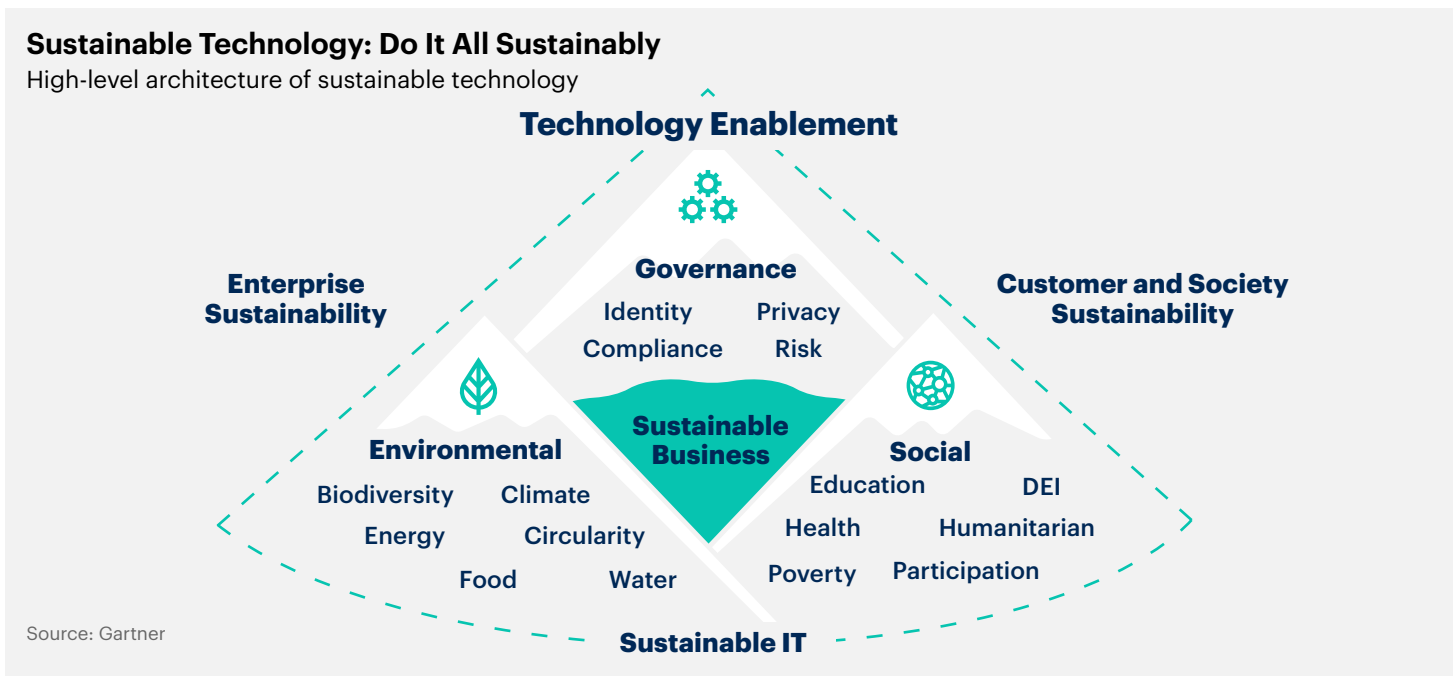 Sustainable Technology: Do It All Sustainably
High-level architecture of sustainable technology
Technology Enablement
Enterprise
Sustainability
Customer and Society
Sustainability
Governance
Identity Privacy
Compliance Risk
Sustainable
Business
Environmental
Biodiversity Climate
Energy Circularity
Food Water
Social
Education DEI
Health Humanitarian
Poverty Participation
Sustainable IT
Source: Gartner